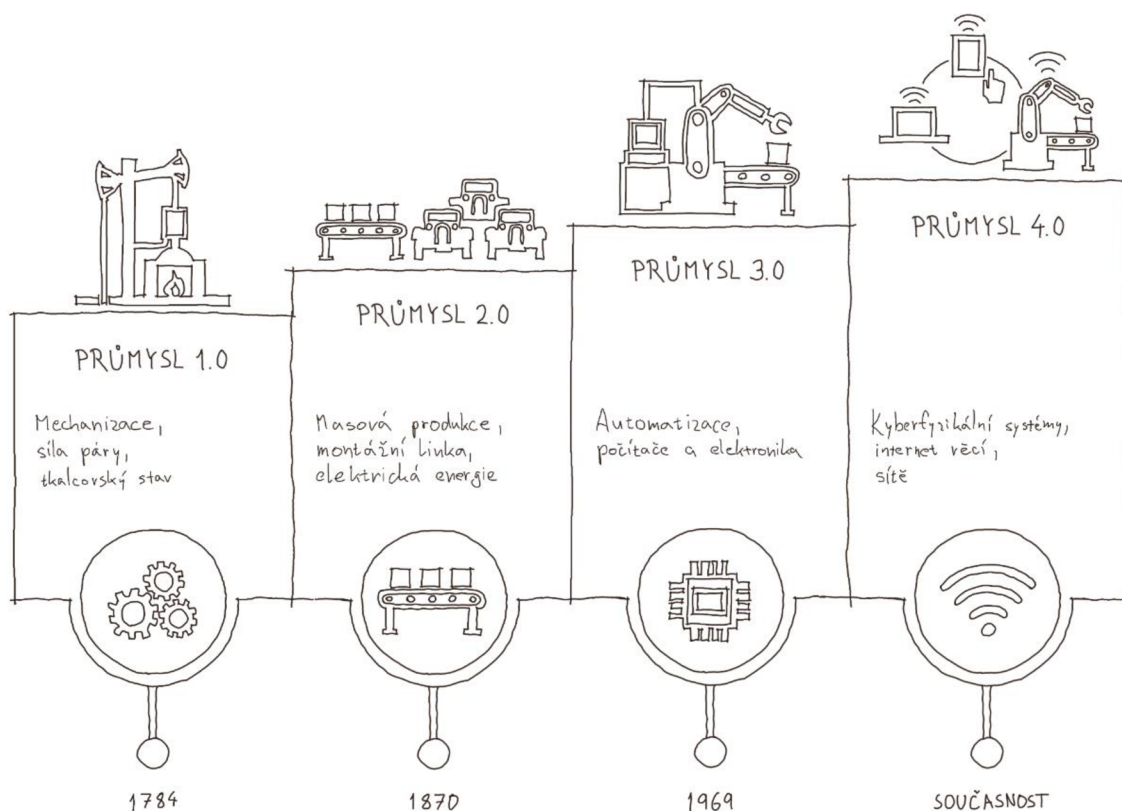 PRŮMYSL 1.0
Mechanizace,
síla páry,
tkalcovský stav
1784
PRŮMYSL 2.0
Masová produkce,
montážní linka,
elektrická energie
1870
PRŮMYSL 3.0
Automatizace,
počítače a elektronika
1969
PRŮMYSL 4.0
Kyberfyzikální systémy,
internet věcí,
sítě
SOUČASNOST